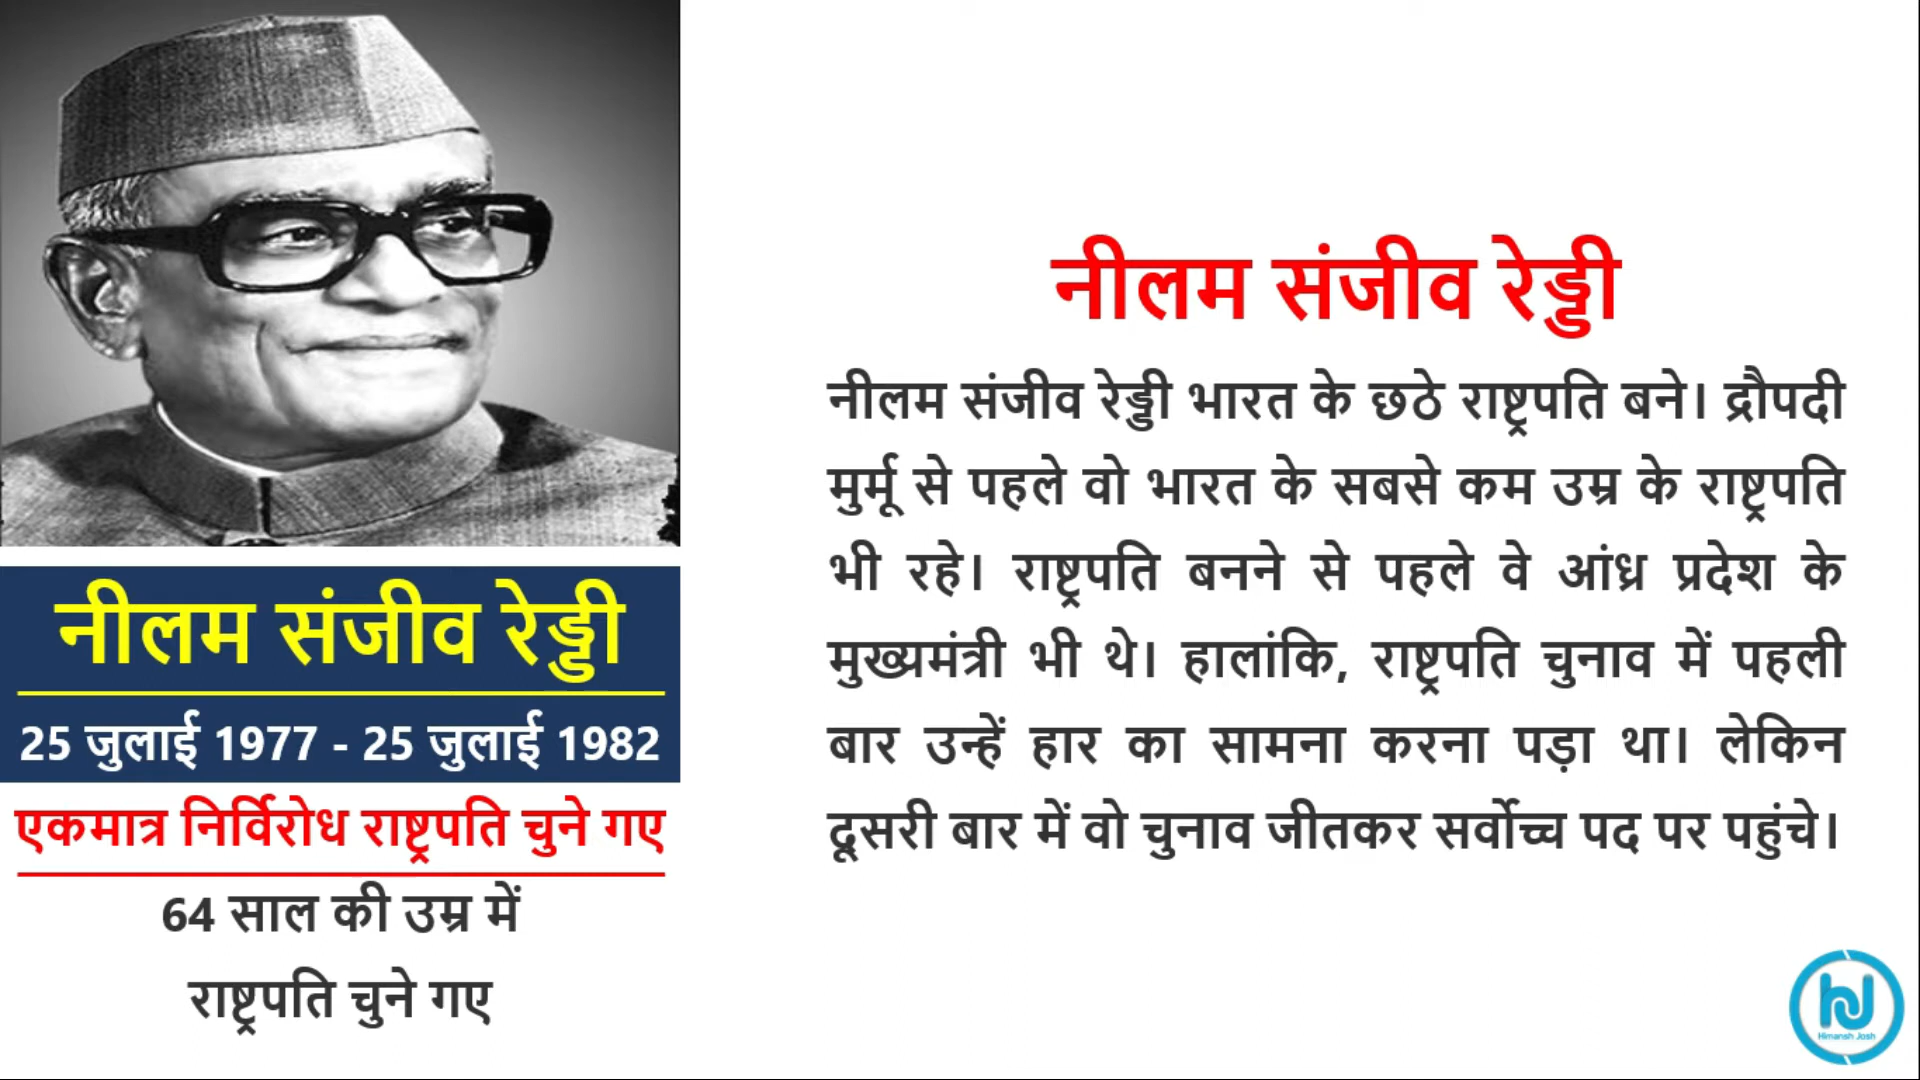 नीलम संजीव रेड्डी
25 जुलाई 1977 - 25 जुलाई 1982
एकमात्र निर्विरोध राष्ट्रपति चुने गए
64 साल की उम्र में
राष्ट्रपति चुने गए
नीलम संजीव रेड्डी
नीलम संजीव रेड्डी भारत के छठे राष्ट्रपति बने। द्रौपदी
मुर्मू से पहले वो भारत के सबसे कम उम्र के राष्ट्रपति
भी रहे। राष्ट्रपति बनने से पहले वे आंध्र प्रदेश के
मुख्यमंत्री भी थे। हालांकि, राष्ट्रपति चुनाव में पहली
बार उन्हें हार का सामना करना पड़ा था। लेकिन
दूसरी बार में वो चुनाव जीतकर सर्वोच्च पद पर पहुंचे।
Himansh Josh